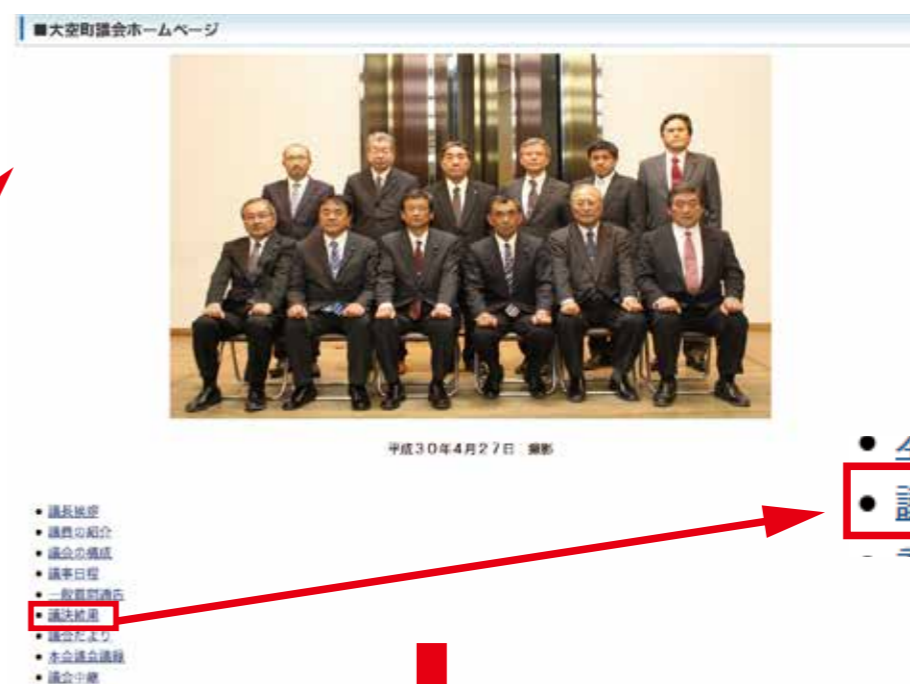 ■大空町議会ホームページ
平成30年4月27日 撮影
• 議長挨拶
• 議員の紹介
• 議会の構成
• 議事日程
• 一般質問通告
• 議決結果
• 議会だより
• 本会議会議録
• 議会中継